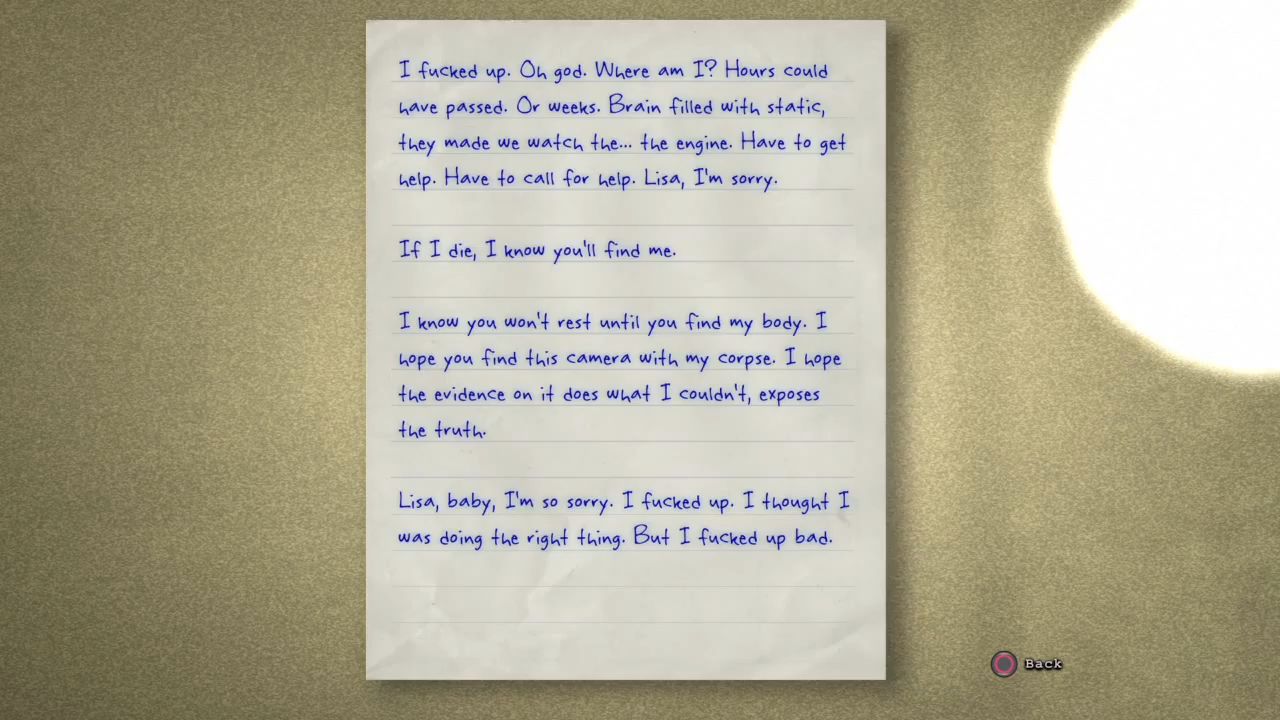 I fucked up. Oh god. Where am I? Hours could
have passed. Or weeks. Brain filled with static,
they made we watch the... the engine. Have to get
help. Have to call for help. Lisa, I'm sorry.
If I die, I know you'll find me.
I know you won't rest until you find my body. I
hope you find this camera with my corpse. I hope
the evidence on it does what I couldn't, exposes
the truth.
Lisa, baby, I'm so sorry. I fucked up. I thought I
was doing the right thing. But I fucked up bad.
Back